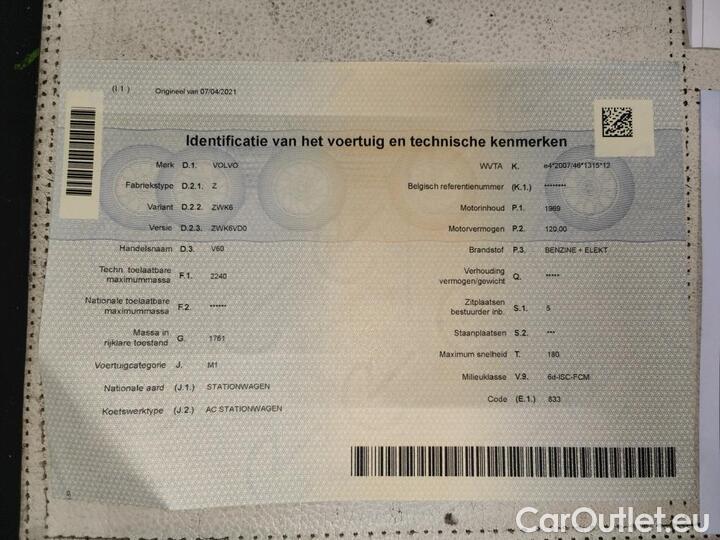 (I 1 ) Origineel van 07/04/2021
Identificatie van het voertuig en technische kenmerken
Merk D.1. VOLVO
Fabriekstype D.2.1. Z
Variant D.2.2. ZWK6
Versie D.2.3. ZWK6VD0
Handelsnaam D.3. V60
Techn. toelaatbare
maximummassa F.1. 2240
Nationale toelaatbare
maximummassa F.2. ******
Massa in
rijklare toestand G. 1761
Voertuigcategorie J. M1
Nationale aard (J.1.) STATIONWAGEN
Koetswerktype (J.2.) AC STATIONWAGEN
WVTA K. e4*2007/46*1315*12
Belgisch referentienummer (K.1.) ********
Motorinhoud P.1. 1969
Motorvermogen P.2. 120.00
Brandstof P.3. BENZINE + ELEKT
Verhouding
vermogen/gewicht Q. *****
Zitplaatsen
bestuurder inb. S.1. 5
Staanplaatsen S.2. ***
Maximum snelheid T. 180
Milieuklasse V.9. 6d-ISC-FCM
Code (E.1.) 833
CarOutlet.eu